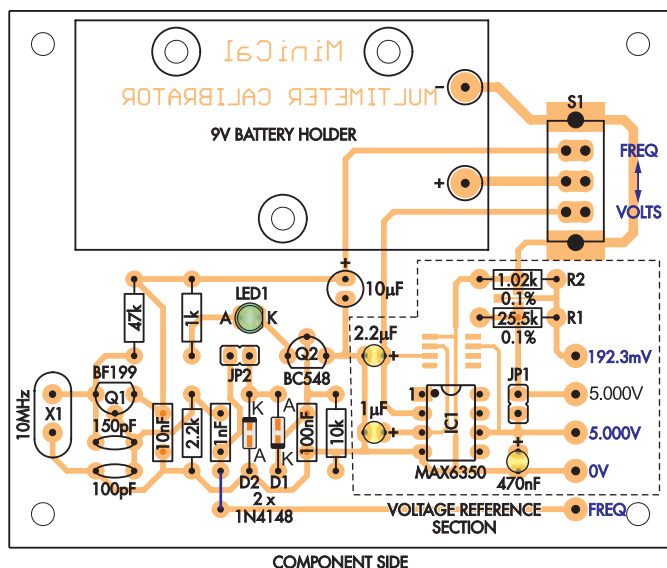 MiniCal
MULTIMETER CALIBRATOR
9V BATTERY HOLDER
–
+
S1
FREQ
VOLTS
+
10µF
LED1
A
K
47k
1k
1.02k
R2
0.1%
25.5k
R1
0.1%
2.2µF
+
Q2
BC548
JP2
192.3mV
BF199
Q1
JP1
5.000V
10MHz
X1
150pF
10nF
2.2k
1nF
K
A
D2
A
K
D1
100nF
10k
1µF
+
1
IC1
MAX6350
5.000V
+
470nF
0V
100pF
2 x
1N4148
VOLTAGE REFERENCE
SECTION
FREQ
COMPONENT SIDE